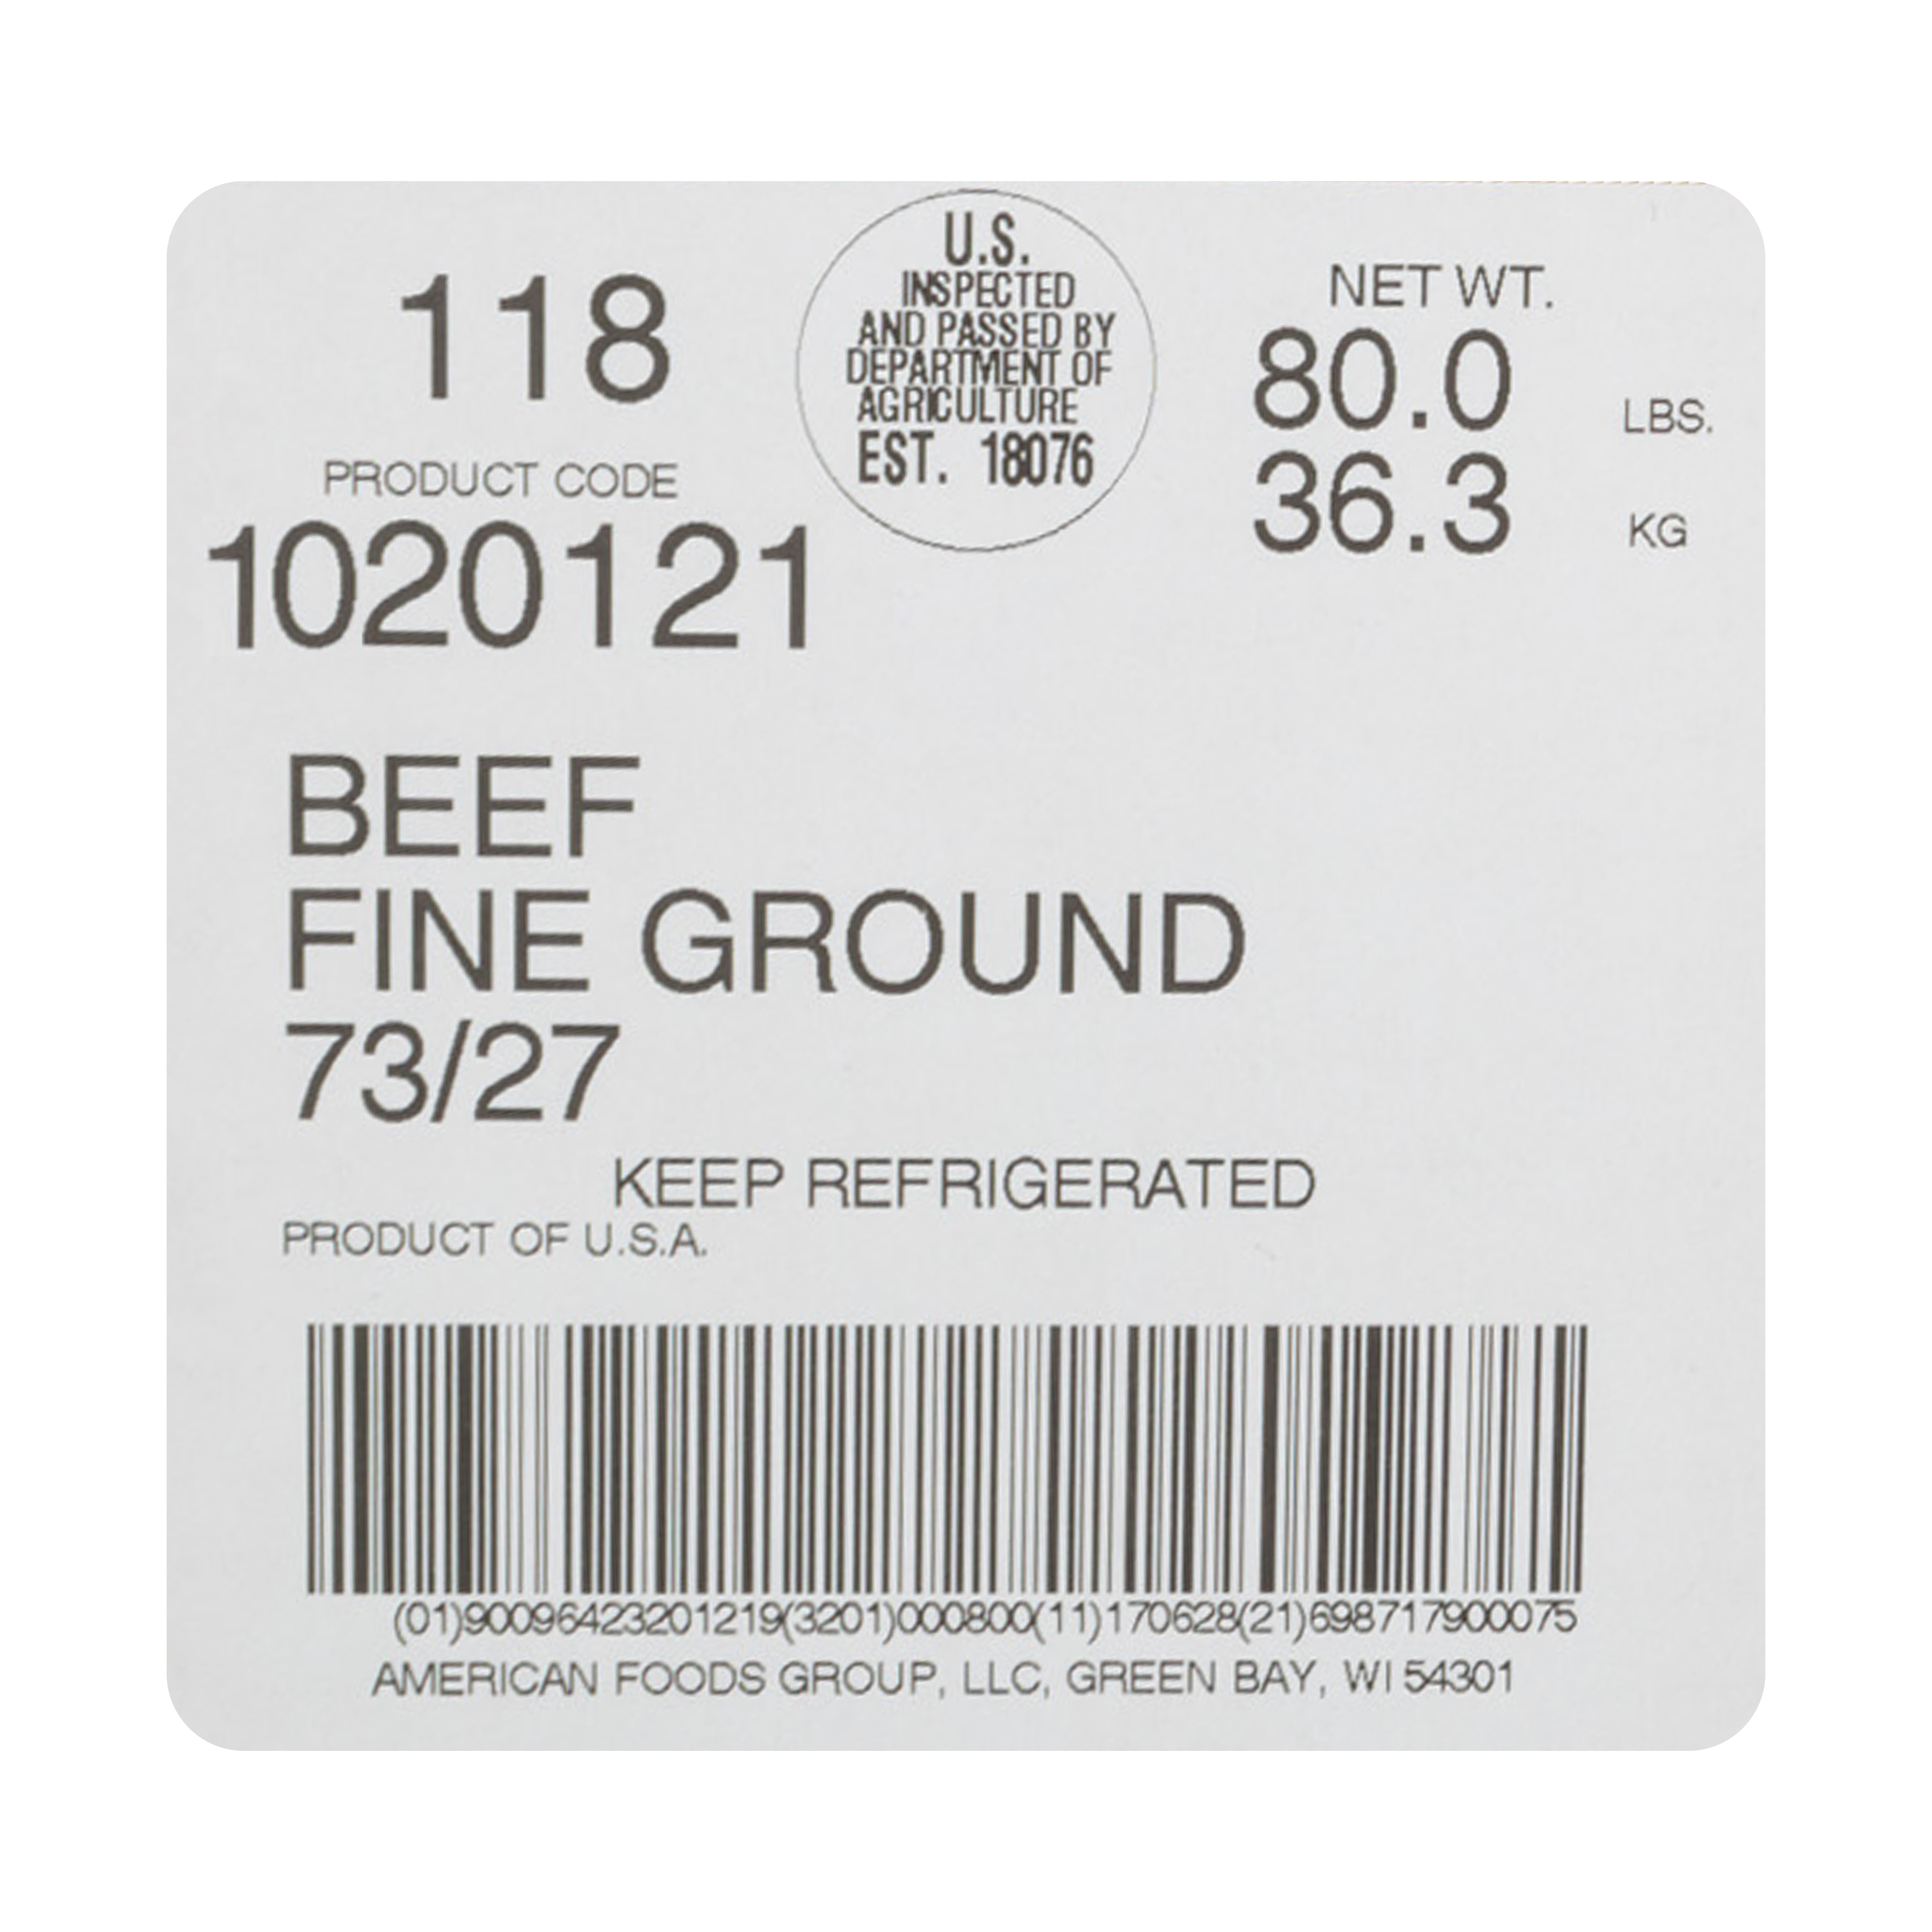 118
PRODUCT CODE
1020121
U.S.
INSPECTED
AND PASSED BY
DEPARTMENT OF
AGRICULTURE
EST. 18076
NET WT.
80.0 LBS.
36.3 KG
BEEF
FINE GROUND
73/27
KEEP REFRIGERATED
PRODUCT OF U.S.A.
(01)90096423201219(3201)000800(11)170628(21)698717900075
AMERICAN FOODS GROUP, LLC, GREEN BAY, WI 54301